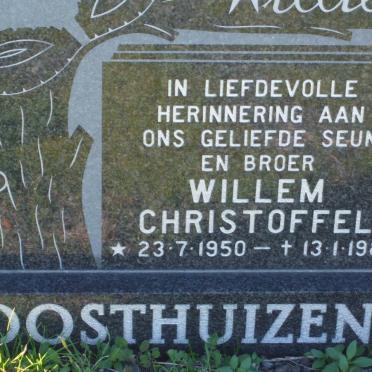 IN LIEFDEVOLLE
HERINNERING AAN
ONS GELIEFDE SEUN
EN BROER
WILLEM
CHRISTOFFEL
★ 23·7·1950 – † 13·1·19
OOSTHUIZEN